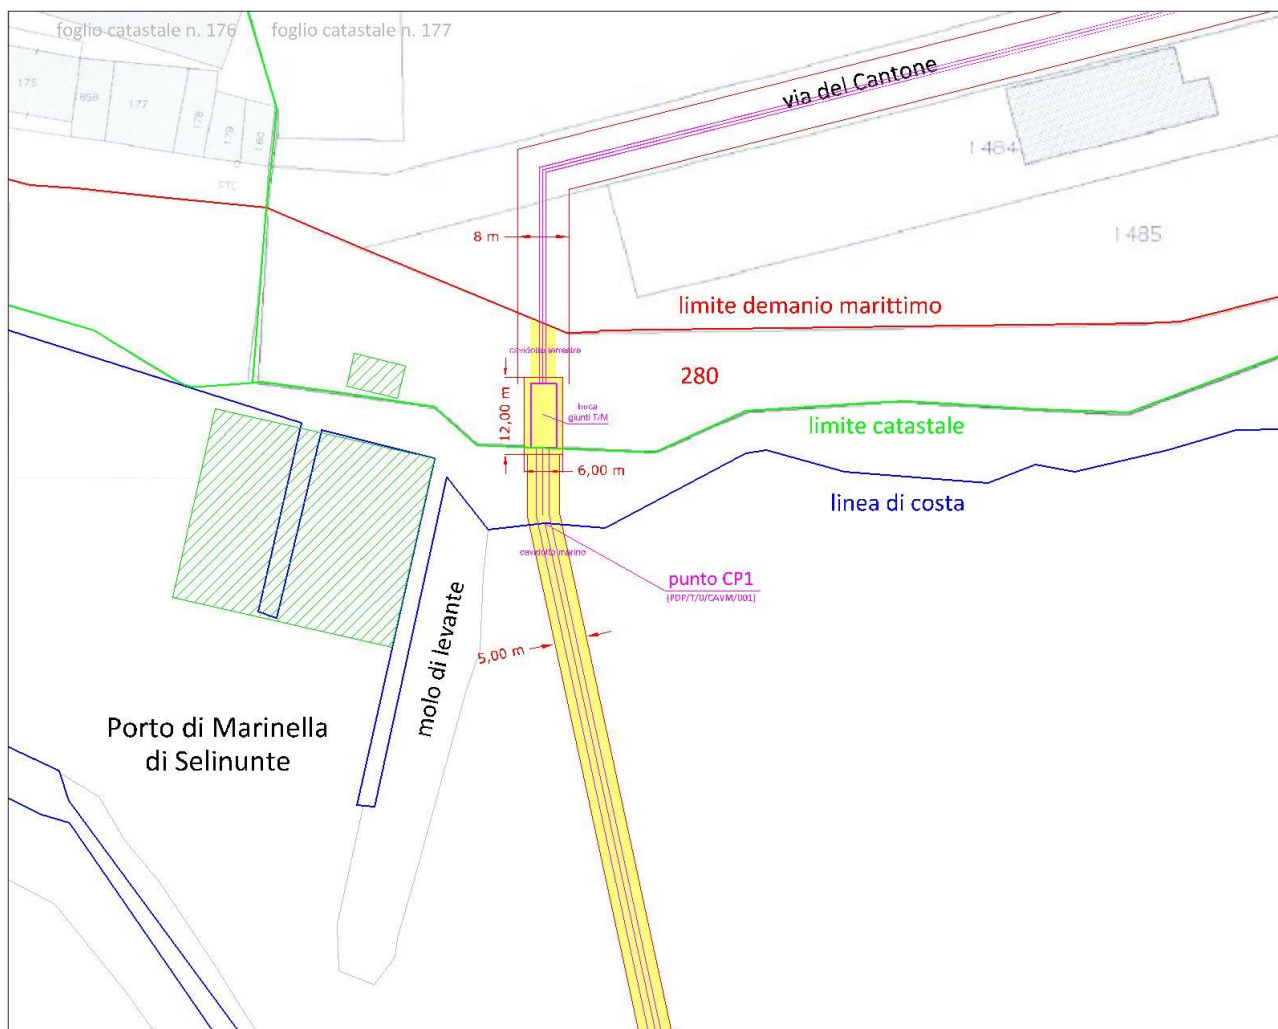 foglio catastale n. 176
foglio catastale n. 177
175
658
177
178
179
180
PTC
via del Cantone
1484
1485
8 m
limite demanio marittimo
cavidotto terrestre
280
12,00 m
buca
giunti T/M
limite catastale
6,00 m
linea di costa
cavidotto marino
punto CP1
(PDP/T/0/CAVM/001)
5,00 m
molo di levante
Porto di Marinella
di Selinunte